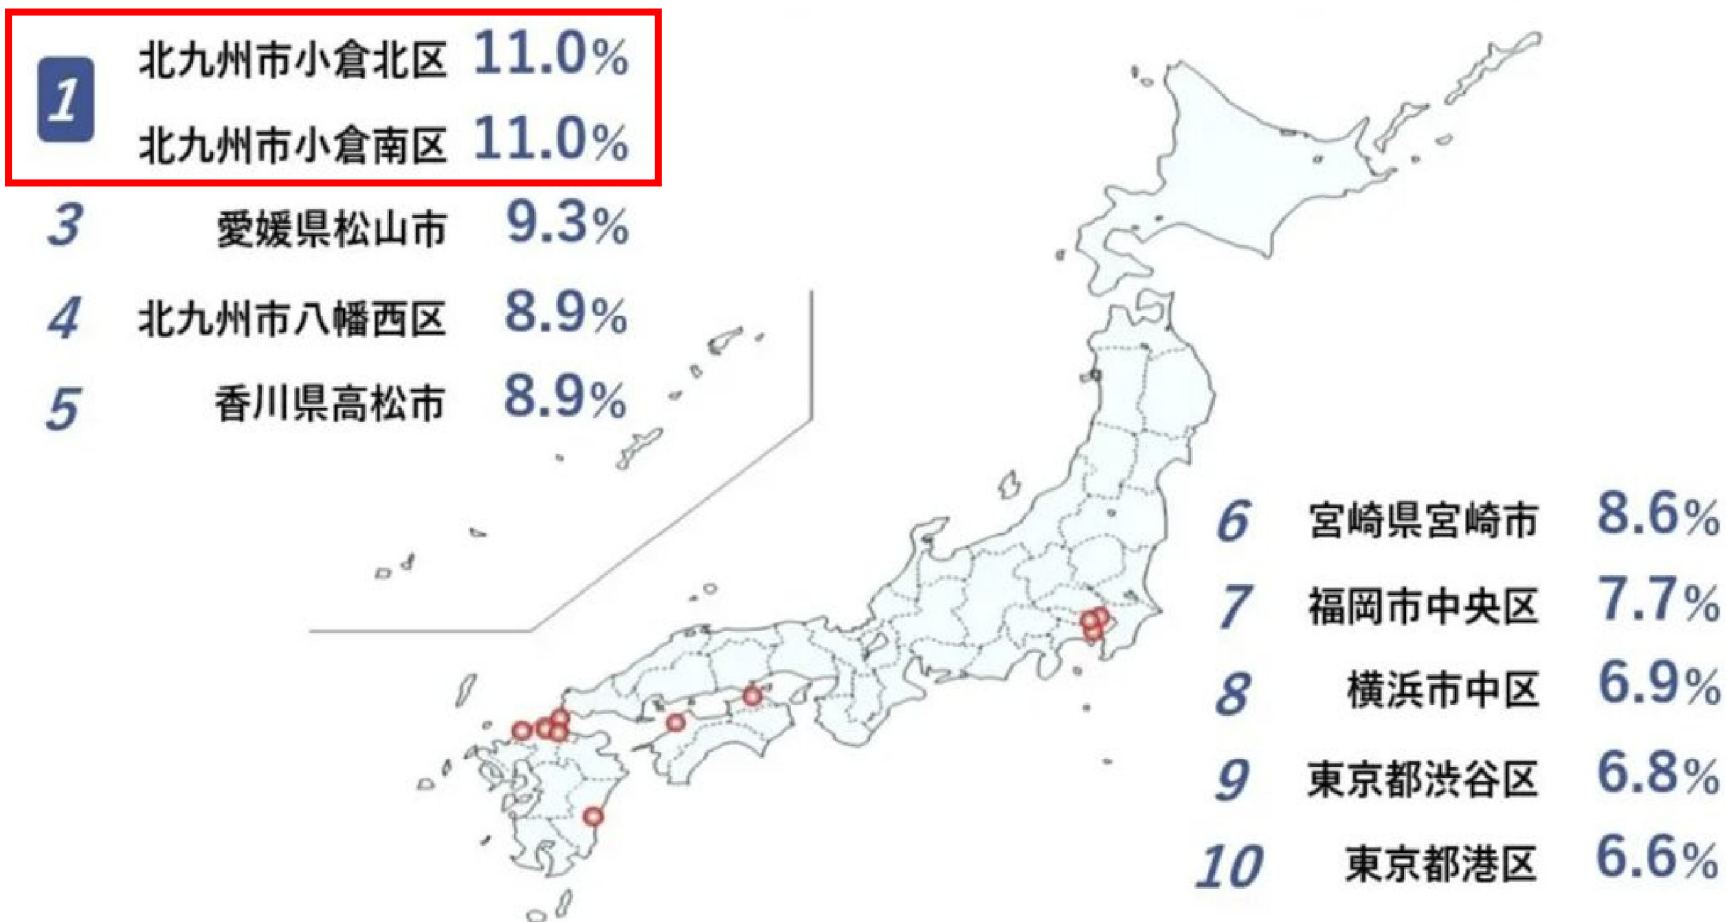 1
北九州市小倉北区 11.0%
北九州市小倉南区 11.0%
3 愛媛県松山市 9.3%
4 北九州市八幡西区 8.9%
5 香川県高松市 8.9%
6 宮崎県宮崎市 8.6%
7 福岡市中央区 7.7%
8 横浜市中区 6.9%
9 東京都渋谷区 6.8%
10 東京都港区 6.6%